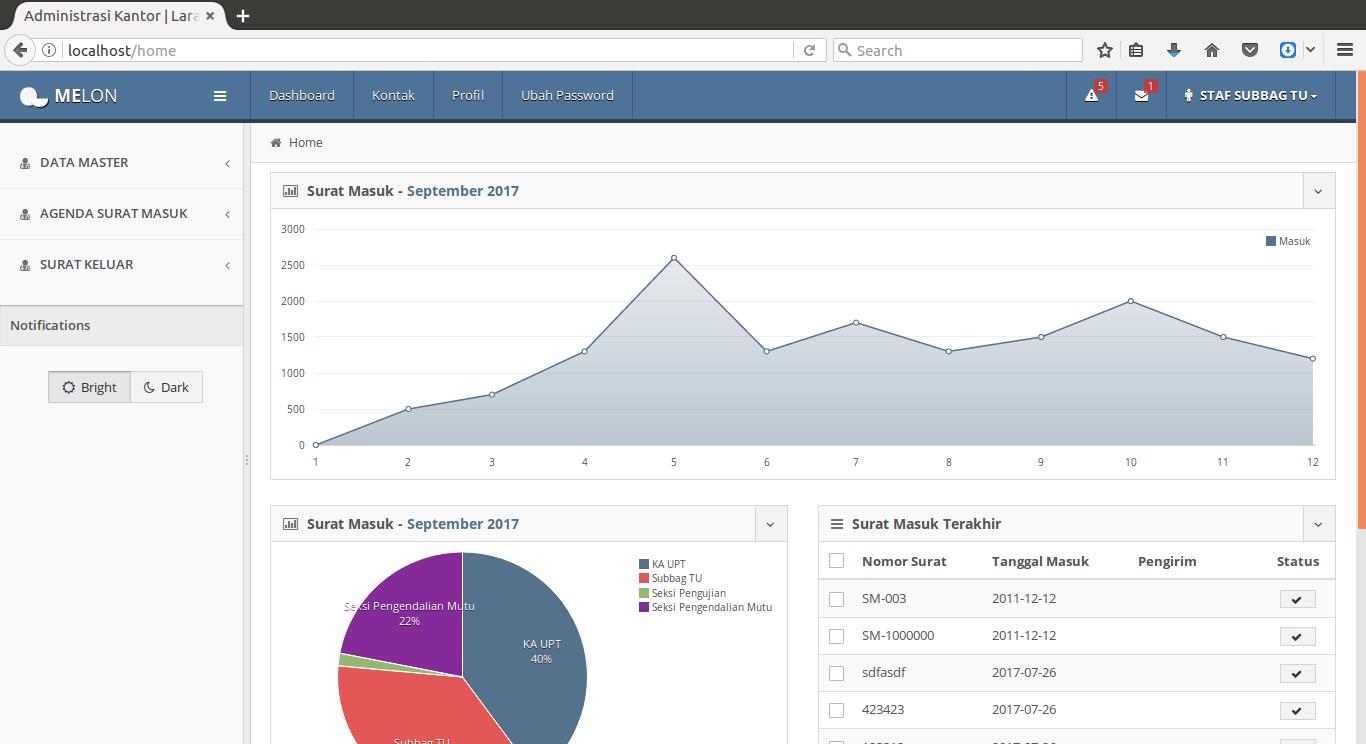 Administrasi Kantor | Lara
localhost/home
Search
MELON
Dashboard
Kontak
Profil
Ubah Password
5
1
STAF SUBBAG TU
DATA MASTER
AGENDA SURAT MASUK
SURAT KELUAR
Notifications
Bright
Dark
Home
Surat Masuk - September 2017
3000
2500
2000
1500
1000
500
0
Masuk
1 2 3 4 5 6 7 8 9 10 11 12
Surat Masuk - September 2017
KA UPT
Subbag TU
Seksi Pengujian
Seksi Pengendalian Mutu
Seksi Pengendalian Mutu
22%
KA UPT
40%
Subbag TU
Surat Masuk Terakhir
Nomor Surat Tanggal Masuk Pengirim Status
SM-003 2011-12-12
SM-1000000 2011-12-12
sdfasdf 2017-07-26
423423 2017-07-26